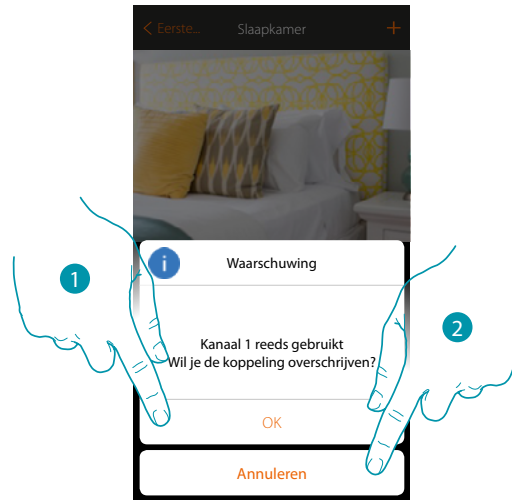 < Eerste... Slaapkamer +
i Waarschuwing
1
2
Kanaal 1 reeds gebruikt
Wil je de koppeling overschrijven?
OK
Annuleren